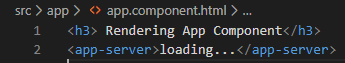 src > app > <> app.component.html > ...
1 <h3> Rendering App Component</h3>
2 <app-server>loading...</app-server>